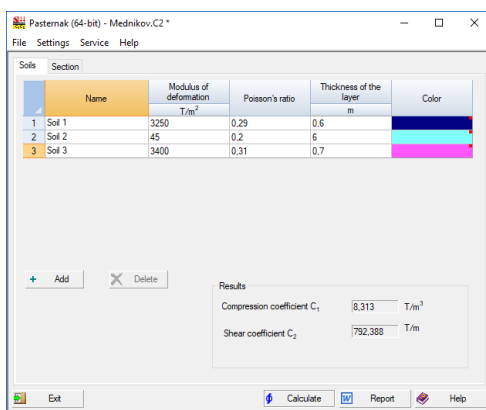 Pasternak (64-bit) - Mednikov.C2 *
File Settings Service Help
Soils Section
Name Modulus of defomation Poisson's ratio Thickness of the layer Color
T/m² m
1 Soil 1 3250 0,29 0.6
2 Soil 2 45 0.2 6
3 Soil 3 3400 0,31 0,7
+ Add Delete
Results
Compression coefficient C₁ 8,313 T/m³
Shear coefficient C₂ 792,388 T/m
Exit Calculate Report Help